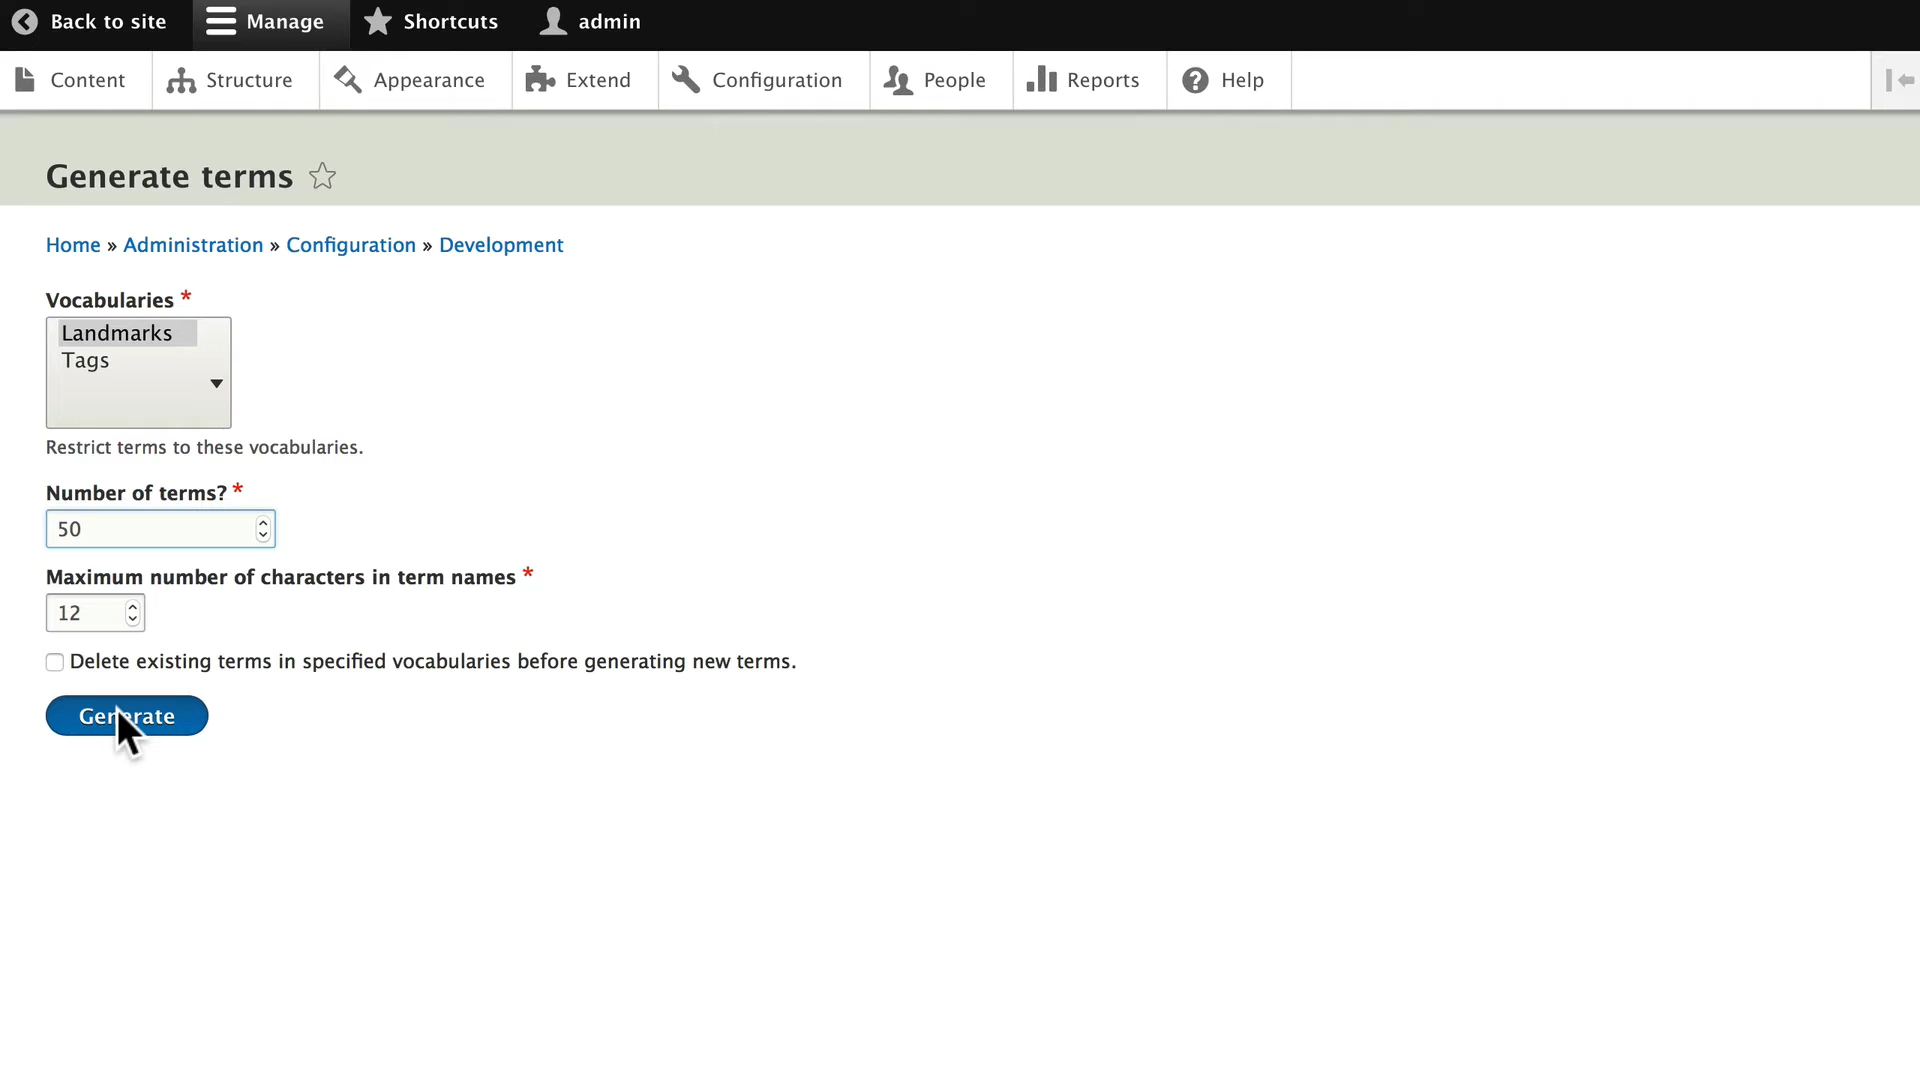 Back to site Manage Shortcuts admin
Content Structure Appearance Extend Configuration People Reports Help
Generate terms
Home » Administration » Configuration » Development
Vocabularies *
Landmarks
Tags
Restrict terms to these vocabularies.
Number of terms? *
50
Maximum number of characters in term names *
12
Delete existing terms in specified vocabularies before generating new terms.
Generate